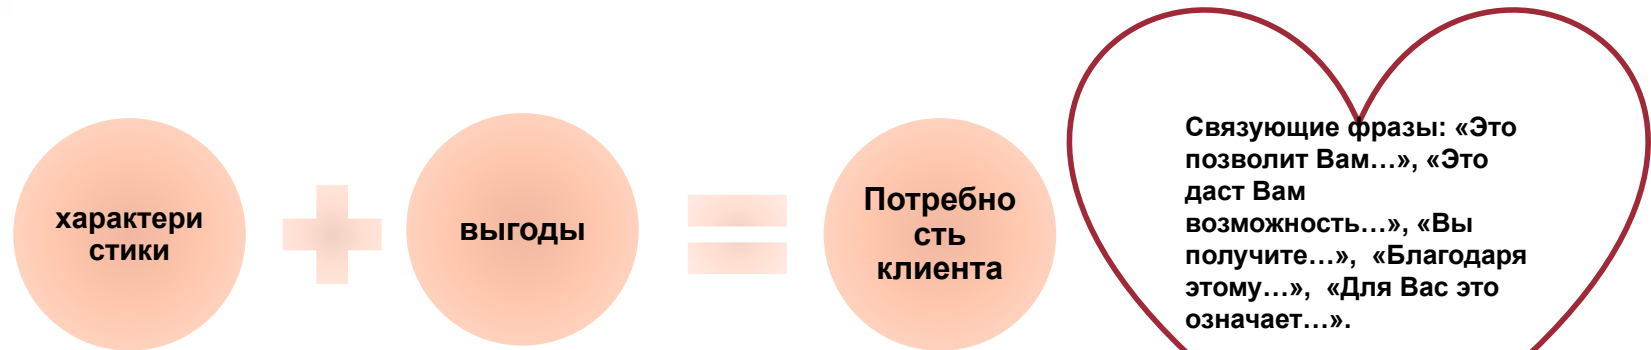 характери
стики
выгоды
Потребно
сть
клиента
Связующие фразы: «Это
позволит Вам…», «Это
даст Вам
возможность…», «Вы
получите…»,  «Благодаря
этому…»,  «Для Вас это
означает…».